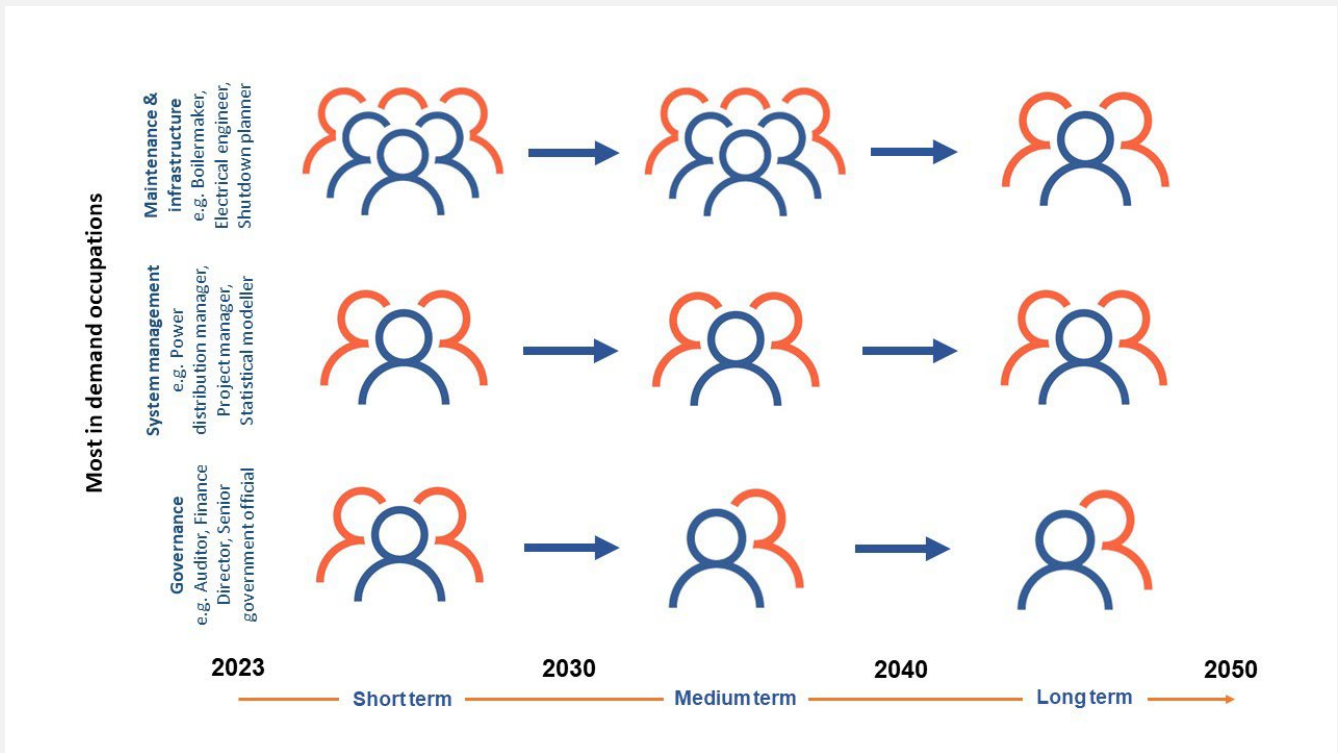 Most in demand occupations
Maintenance &
infrastructure
e.g. Boilermaker,
Electrical engineer,
Shutdown planner
System management
e.g. Power
distribution manager,
Project manager,
Statistical modeller
Governance
e.g. Auditor, Finance
Director, Senior
government official
2023
2030
2040
2050
Short term
Medium term
Long term